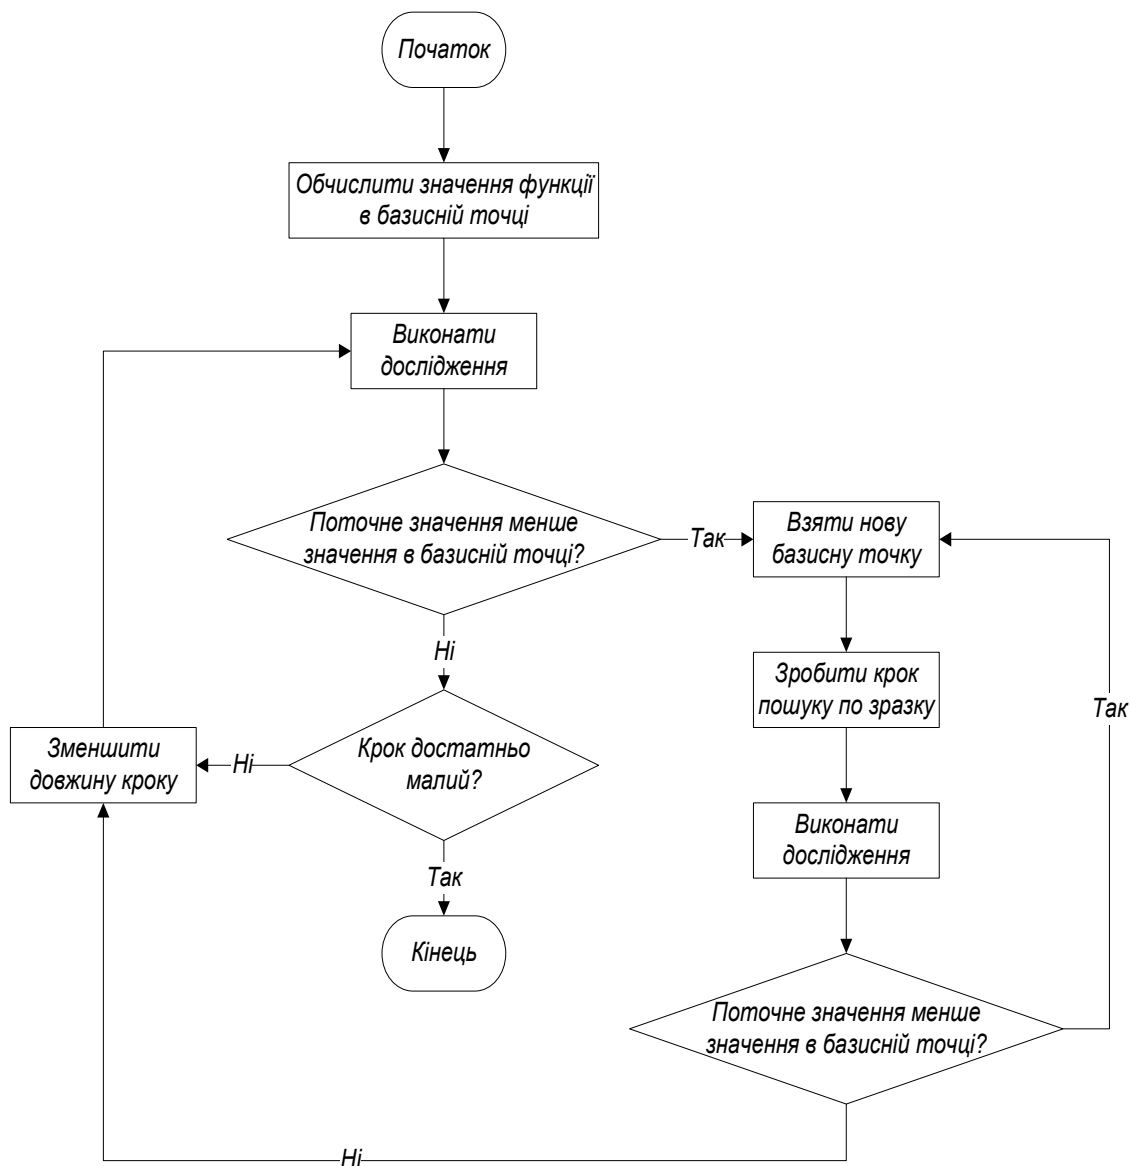 Початок
Обчислити значення функції
в базисній точці
Виконати
дослідження
Поточне значення менше
значення в базисній точці?
Так
Взяти нову
базисну точку
Ні
Зробити крок
пошуку по зразку
Так
Зменшити
довжину кроку
Ні
Крок достатньо
малий?
Виконати
дослідження
Так
Кінець
Поточне значення менше
значення в базисній точці?
Ні